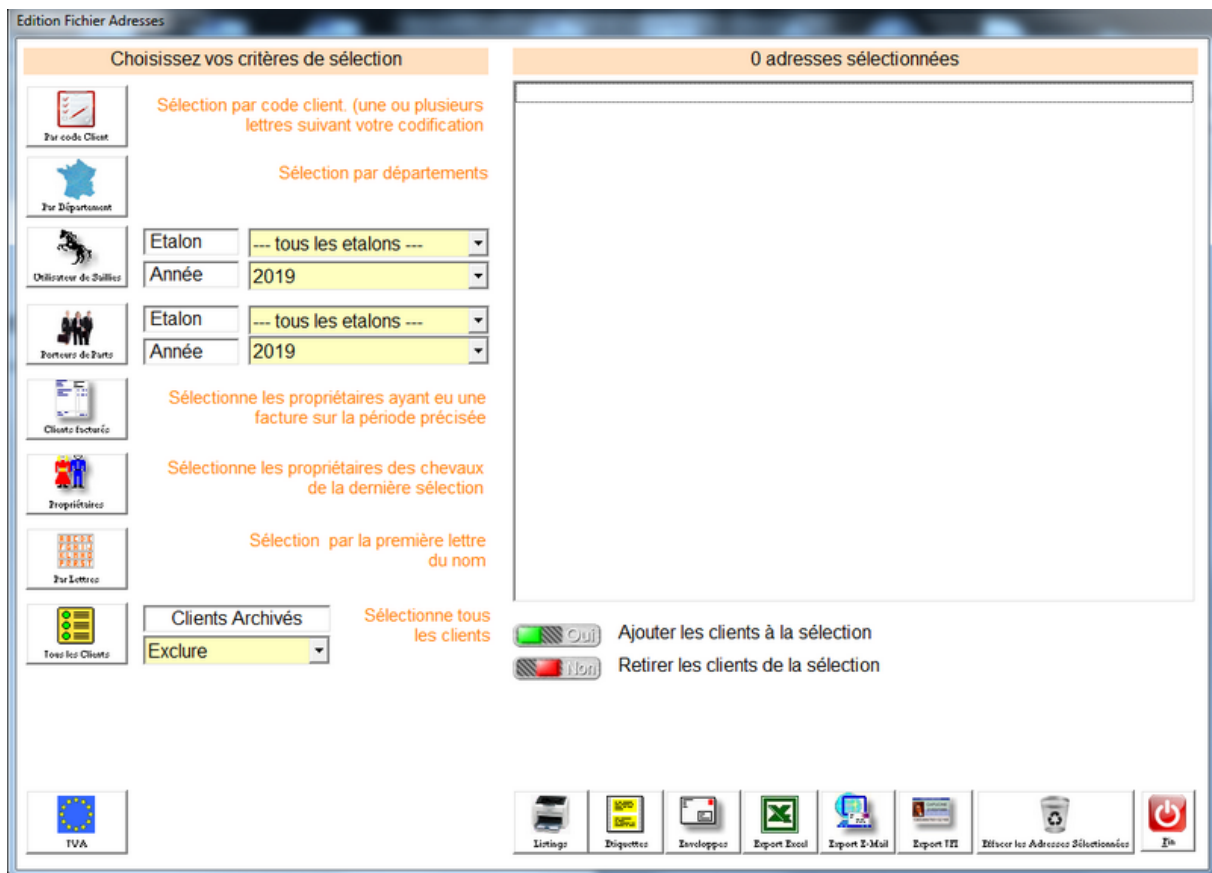 Edition Fichier Adresses
Choisissez vos critères de sélection
0 adresses sélectionnées
Par code Client
Sélection par code client. (une ou plusieurs
lettres suivant votre codification
Par Département
Sélection par départements
Utilisateur de Saillies
Etalon
--- tous les etalons ---
Année
2019
Porteurs de Parts
Etalon
--- tous les etalons ---
Année
2019
Clients facturés
Sélectionne les propriétaires ayant eu une
facture sur la période précisée
Propriétaires
Sélectionne les propriétaires des chevaux
de la dernière sélection
Par Lettres
Sélection par la première lettre
du nom
Tous les Clients
Clients Archivés
Exclure
Sélectionne tous
les clients
Oui
Ajouter les clients à la sélection
Non
Retirer les clients de la sélection
TVA
Listings
Etiquettes
Enveloppes
Export Excel
Export E-Mail
Export
Effacer les Adresses Sélectionnées
Fin